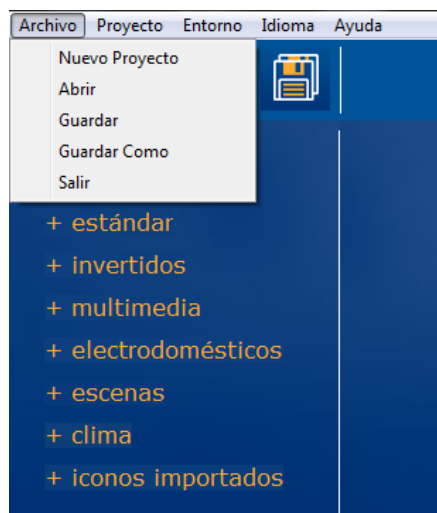 Archivo Proyecto Entorno Idioma Ayuda
Nuevo Proyecto
Abrir
Guardar
Guardar Como
Salir
+ estándar
+ invertidos
+ multimedia
+ electrodomésticos
+ escenas
+ clima
+ iconos importados